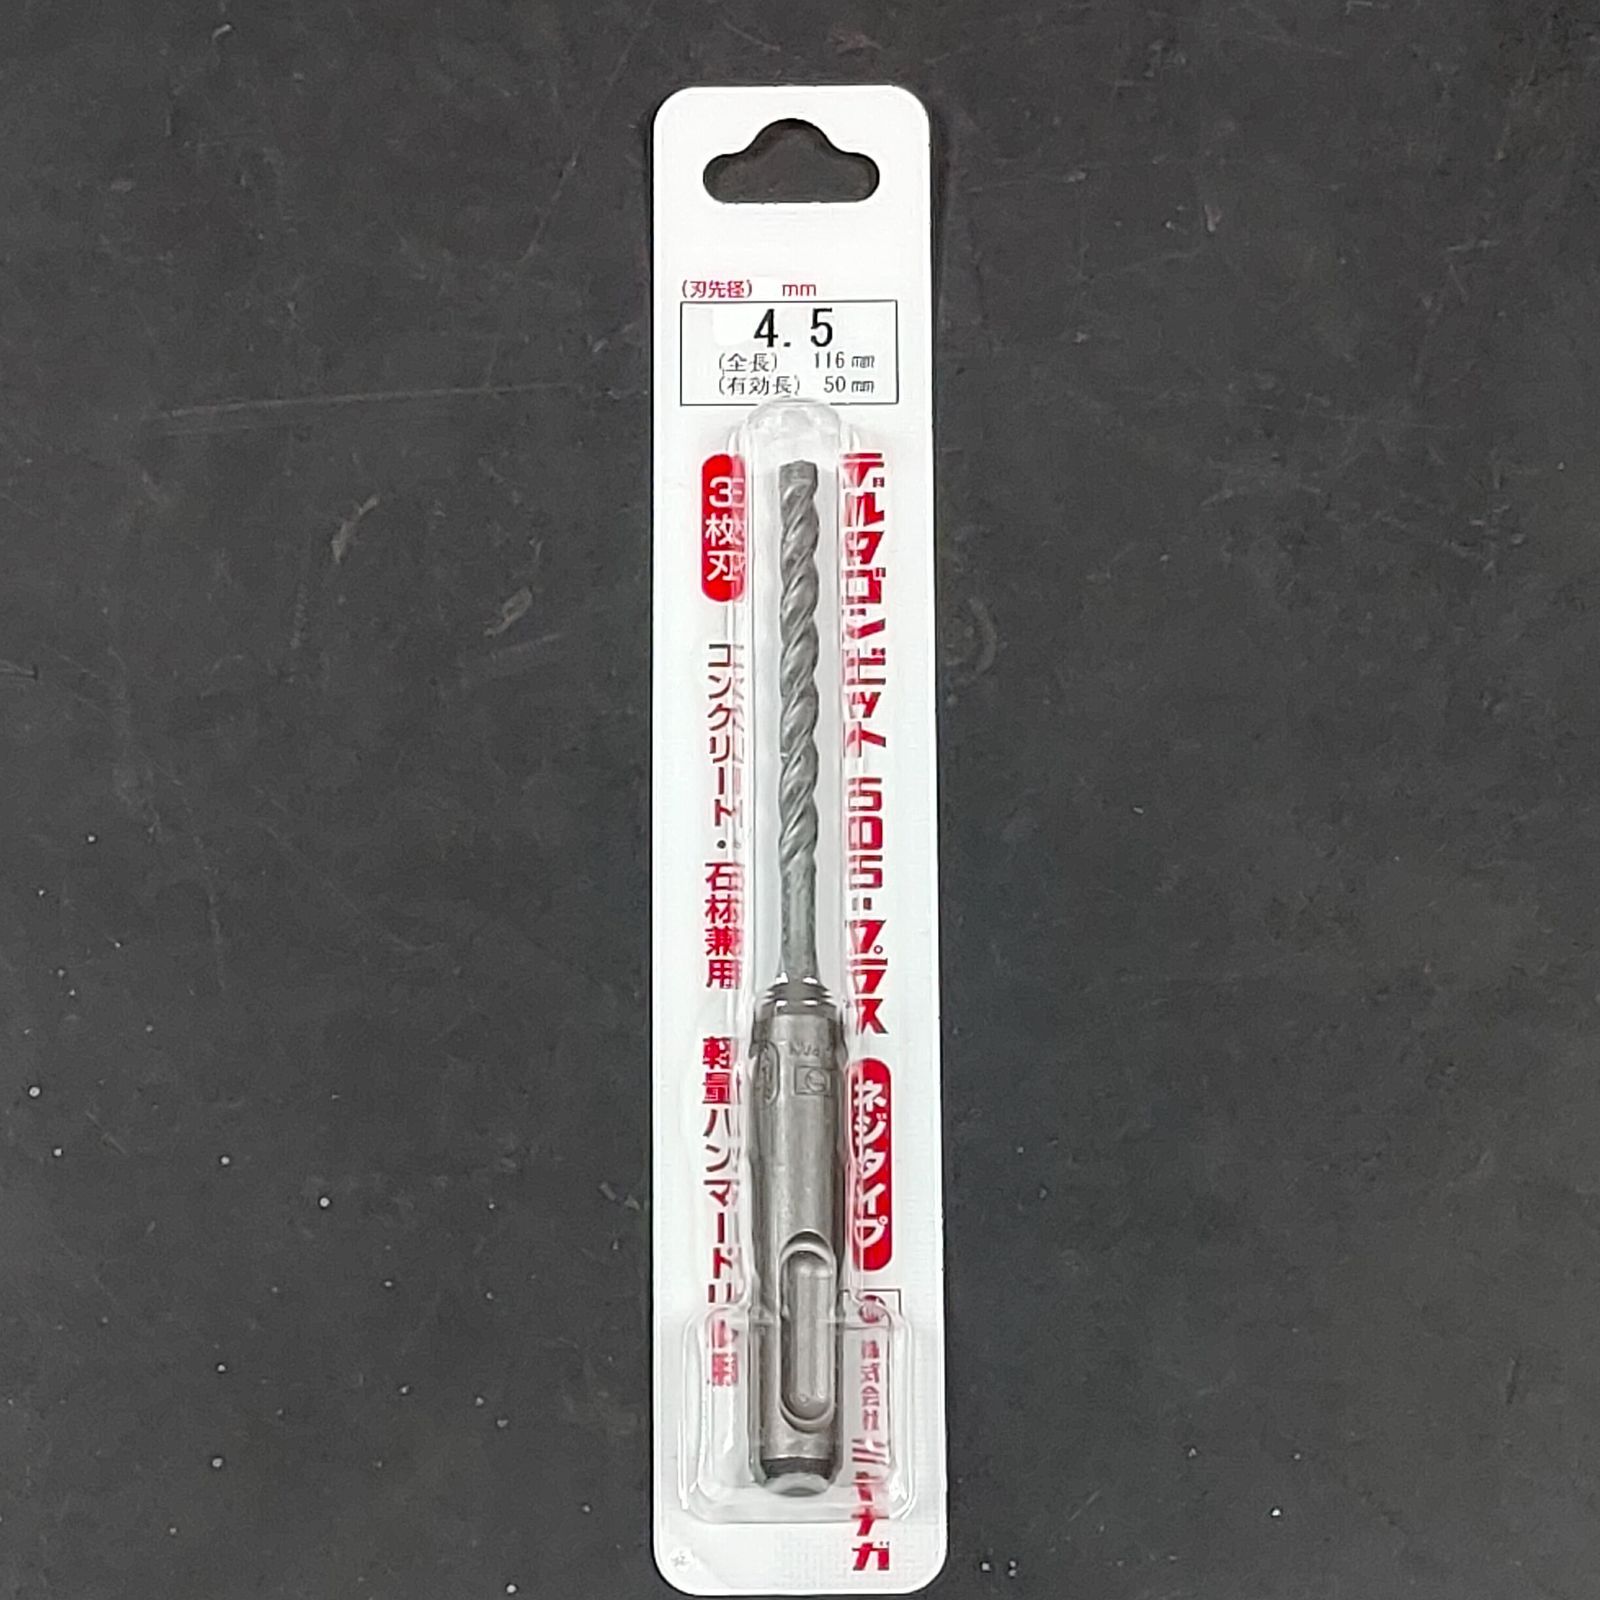 (刃先径) mm
4.5
(全長) 116㎜
(有効長) 50㎜
デルタゴンビット SDS-プラス ネジタイプ
株式会社 ミヤナガ
3枚刃 コンクリート・石材兼用 軽量ハンマードリル用